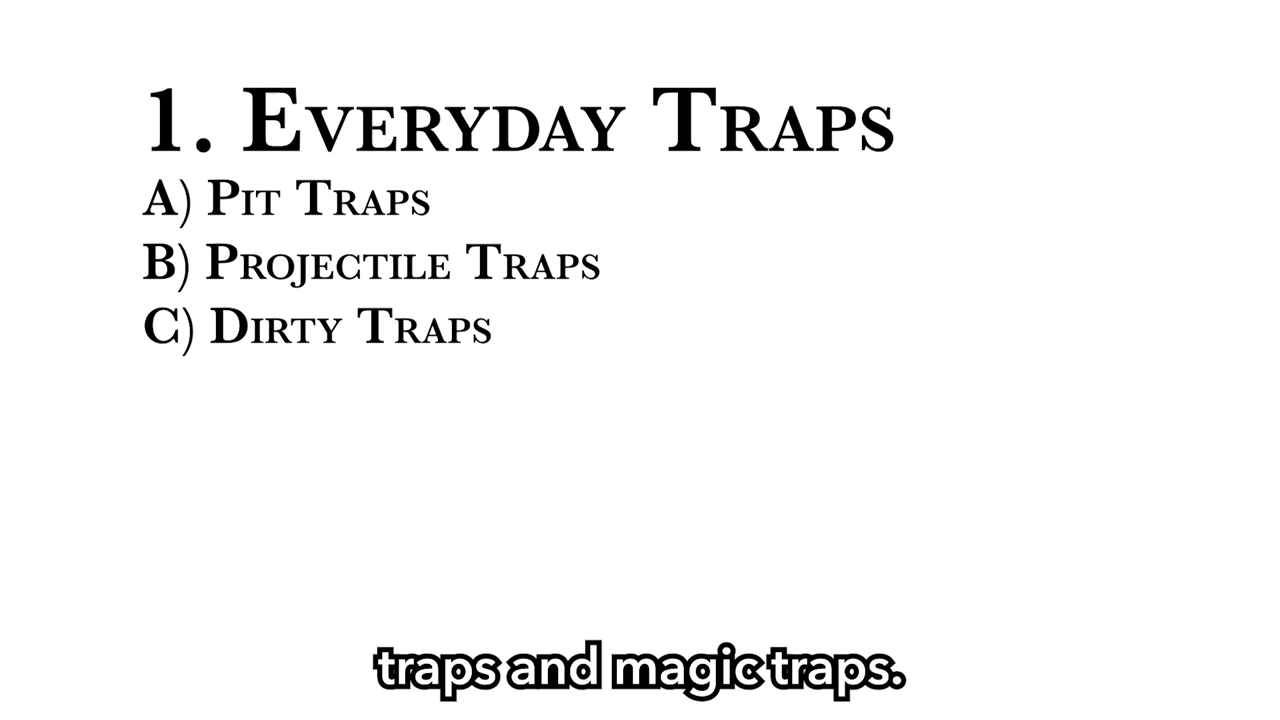 1. Everyday Traps
A) Pit Traps
B) Projectile Traps
C) Dirty Traps
traps and magic traps.